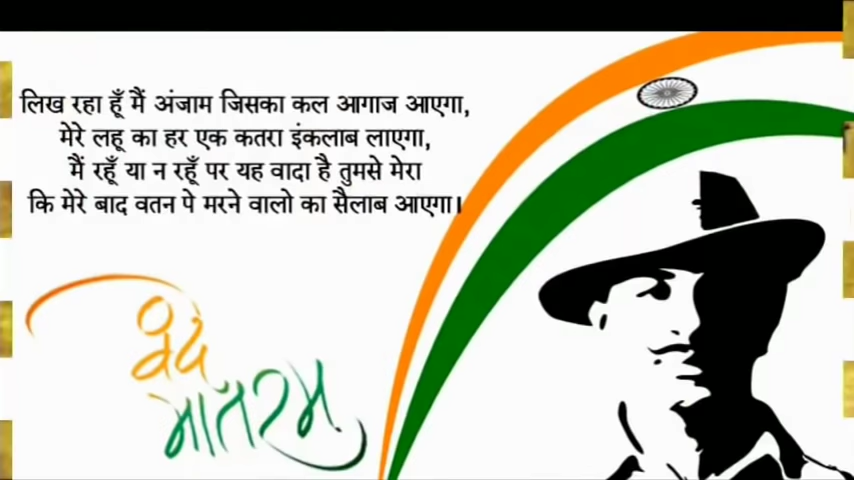 लिख रहा हूँ मैं अंजाम जिसका कल आगाज आएगा,
मेरे लहू का हर एक कतरा इंकलाब लाएगा,
मैं रहूँ या न रहूँ पर यह वादा है तुमसे मेरा
कि मेरे बाद वतन पे मरने वालो का सैलाब आएगा।
वंदे
मातरम्